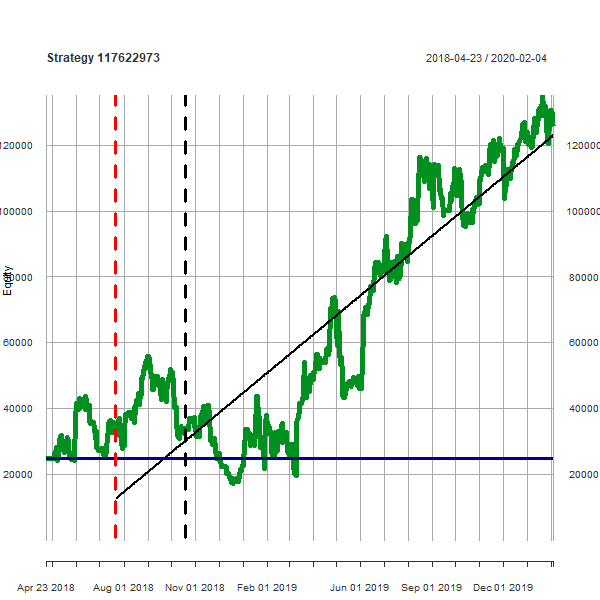 Strategy 117622973
2018-04-23 / 2020-02-04
120000
100000
80000
60000
40000
20000
Equity
120000
100000
80000
60000
40000
20000
Apr 23 2018
Aug 01 2018
Nov 01 2018
Feb 01 2019
Jun 01 2019
Sep 01 2019
Dec 01 2019